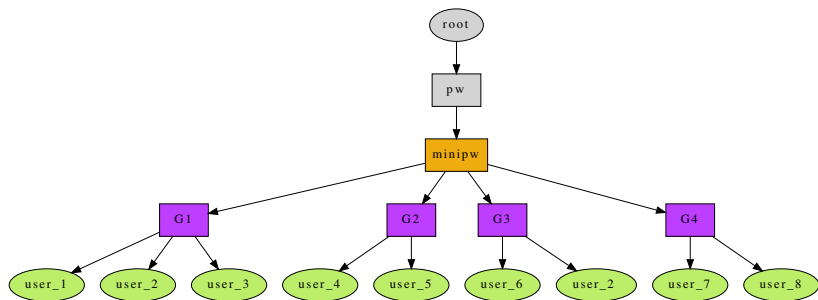 root
pw
minipw
G1 G2 G3 G4
user_1 user_2 user_3 user_4 user_5 user_6 user_2 user_7 user_8